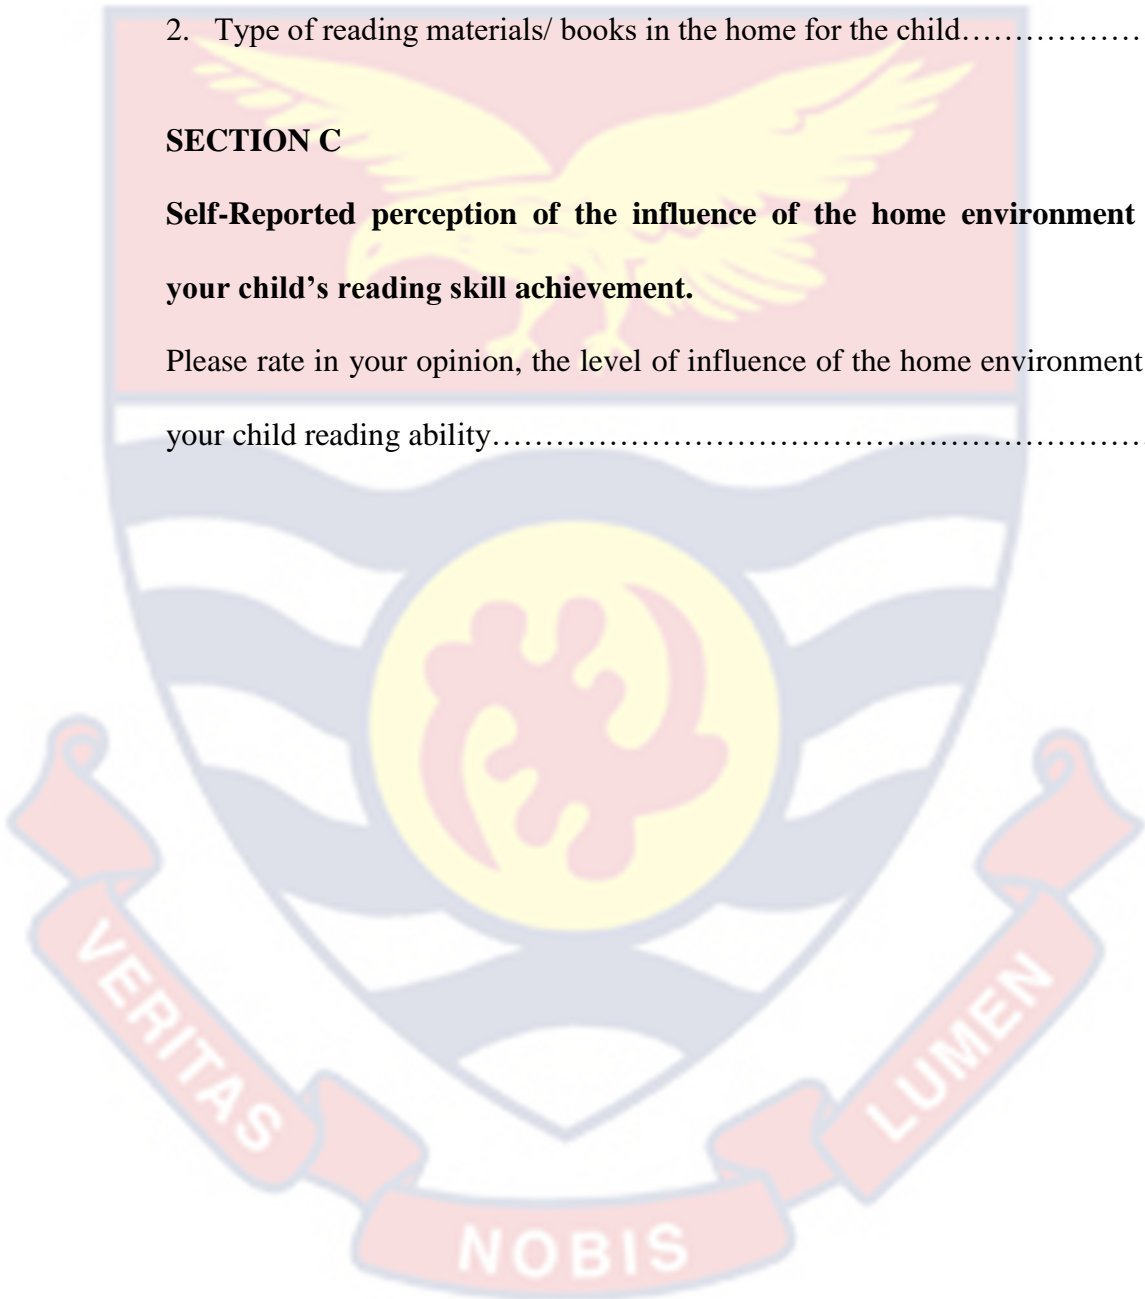 2. Type of reading materials/ books in the home for the child………………
SECTION C
Self-Reported perception of the influence of the home environment
your child’s reading skill achievement.
Please rate in your opinion, the level of influence of the home environment
your child reading ability……………………………………………………………
VERITAS
NOBIS
LUMEN